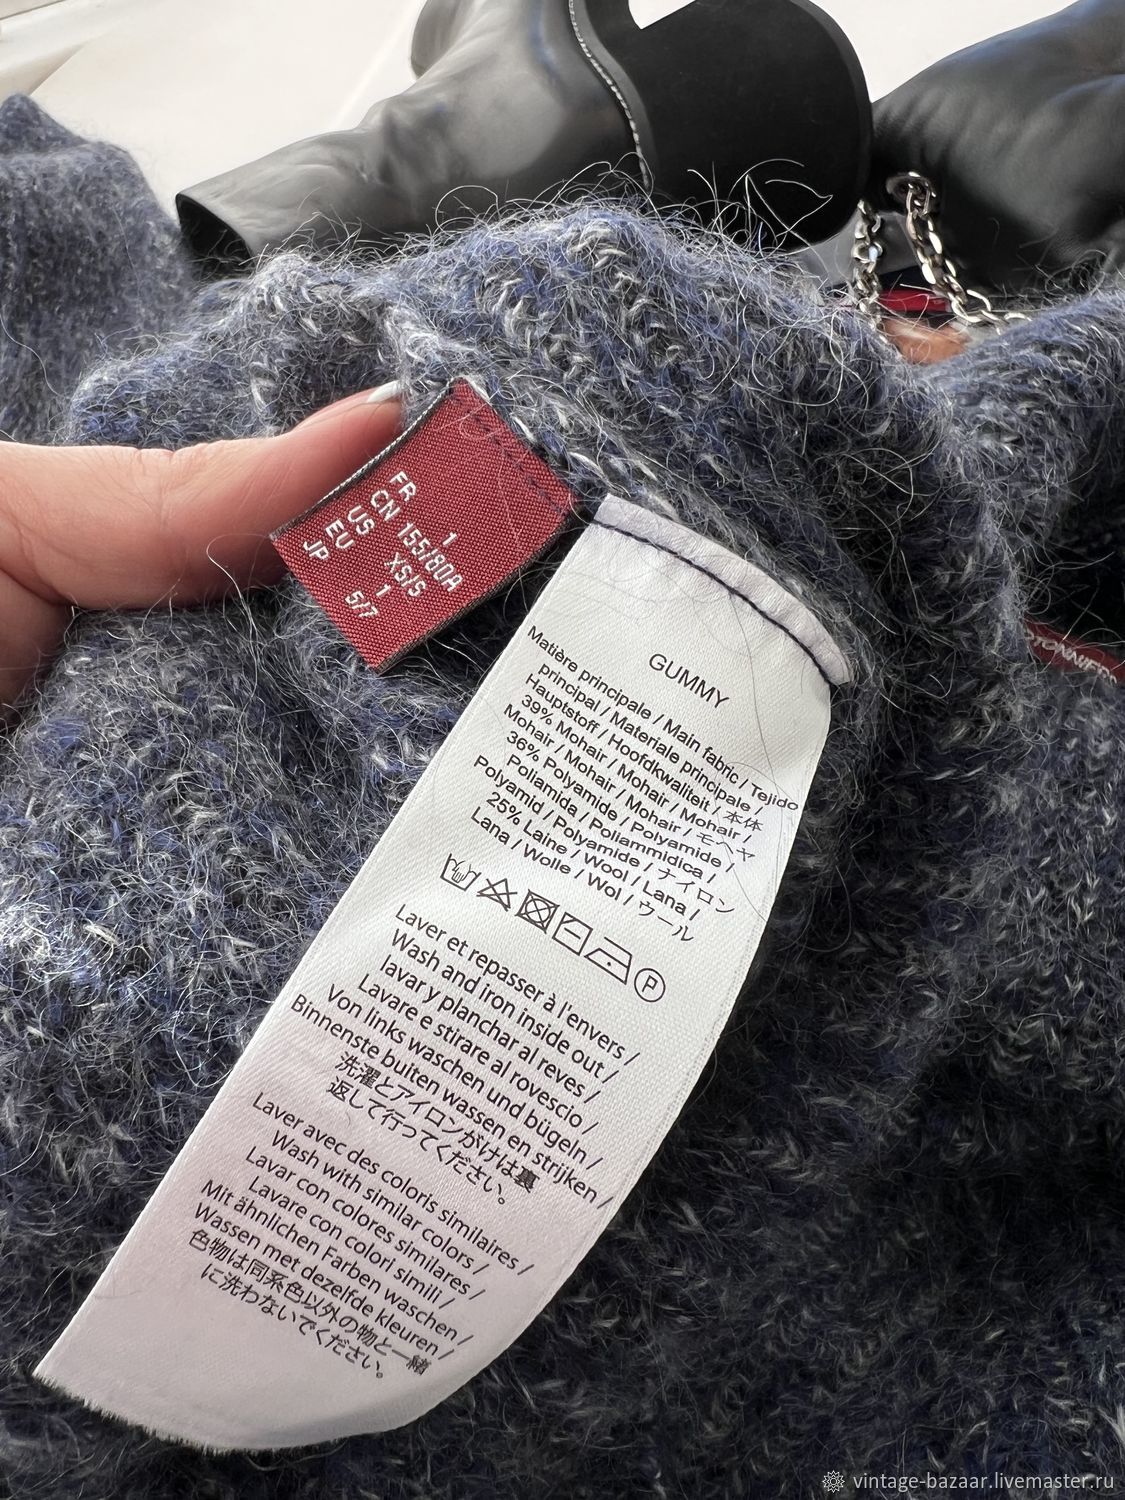 FR 1
CN 155/80A
US XS/S
EU 1
JP 5/7
GUMMY
Matière principale / Main fabric / Tejido
principal / Materiale principale /
Hauptstoff / Hoofdkwaliteit / 本体
39% Mohair / Mohair / Mohair /
Mohair / Mohair / Mohair / モヘヤ
36% Polyamide / Polyamide /
Poliamide / Poliammidica /
Polyamid / Polyamide / ナイロン
25% Laine / Wool / Lana /
Lana / Wolle / Wol / ウール
P
Laver et repasser à l'envers /
Wash and iron inside out /
lavar y planchar al reves /
Lavare e stirare al rovescio /
Von links waschen und bügeln /
Binnenste buiten wassen en strijken /
洗濯とアイロンがけは裏
返して行ってください。
Laver avec des coloris similaires /
Wash with similar colors /
Lavar con colores similares /
Lavare con colori simili /
Mit ähnlichen Farben waschen /
Wassen met dezelfde kleuren /
色物は同系色以外の物と一緒
に洗わないでください。
vintage-bazaar.livemaster.ru